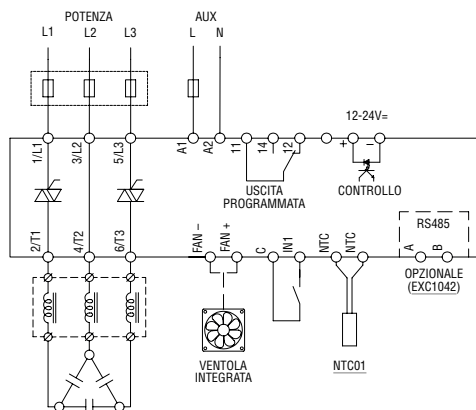 POTENZA
AUX
L1
L2
L3
L
N
12-24V=
1/L1
3/L2
5/L3
A1
A2
11
14
12
+
−
USCITA
PROGRAMMATA
CONTROLLO
2/T1
4/T2
6/T3
FAN −
FAN +
C
IN1
NTC
NTC
RS485
A
B
OPZIONALE
(EXC1042)
VENTOLA
INTEGRATA
NTC01